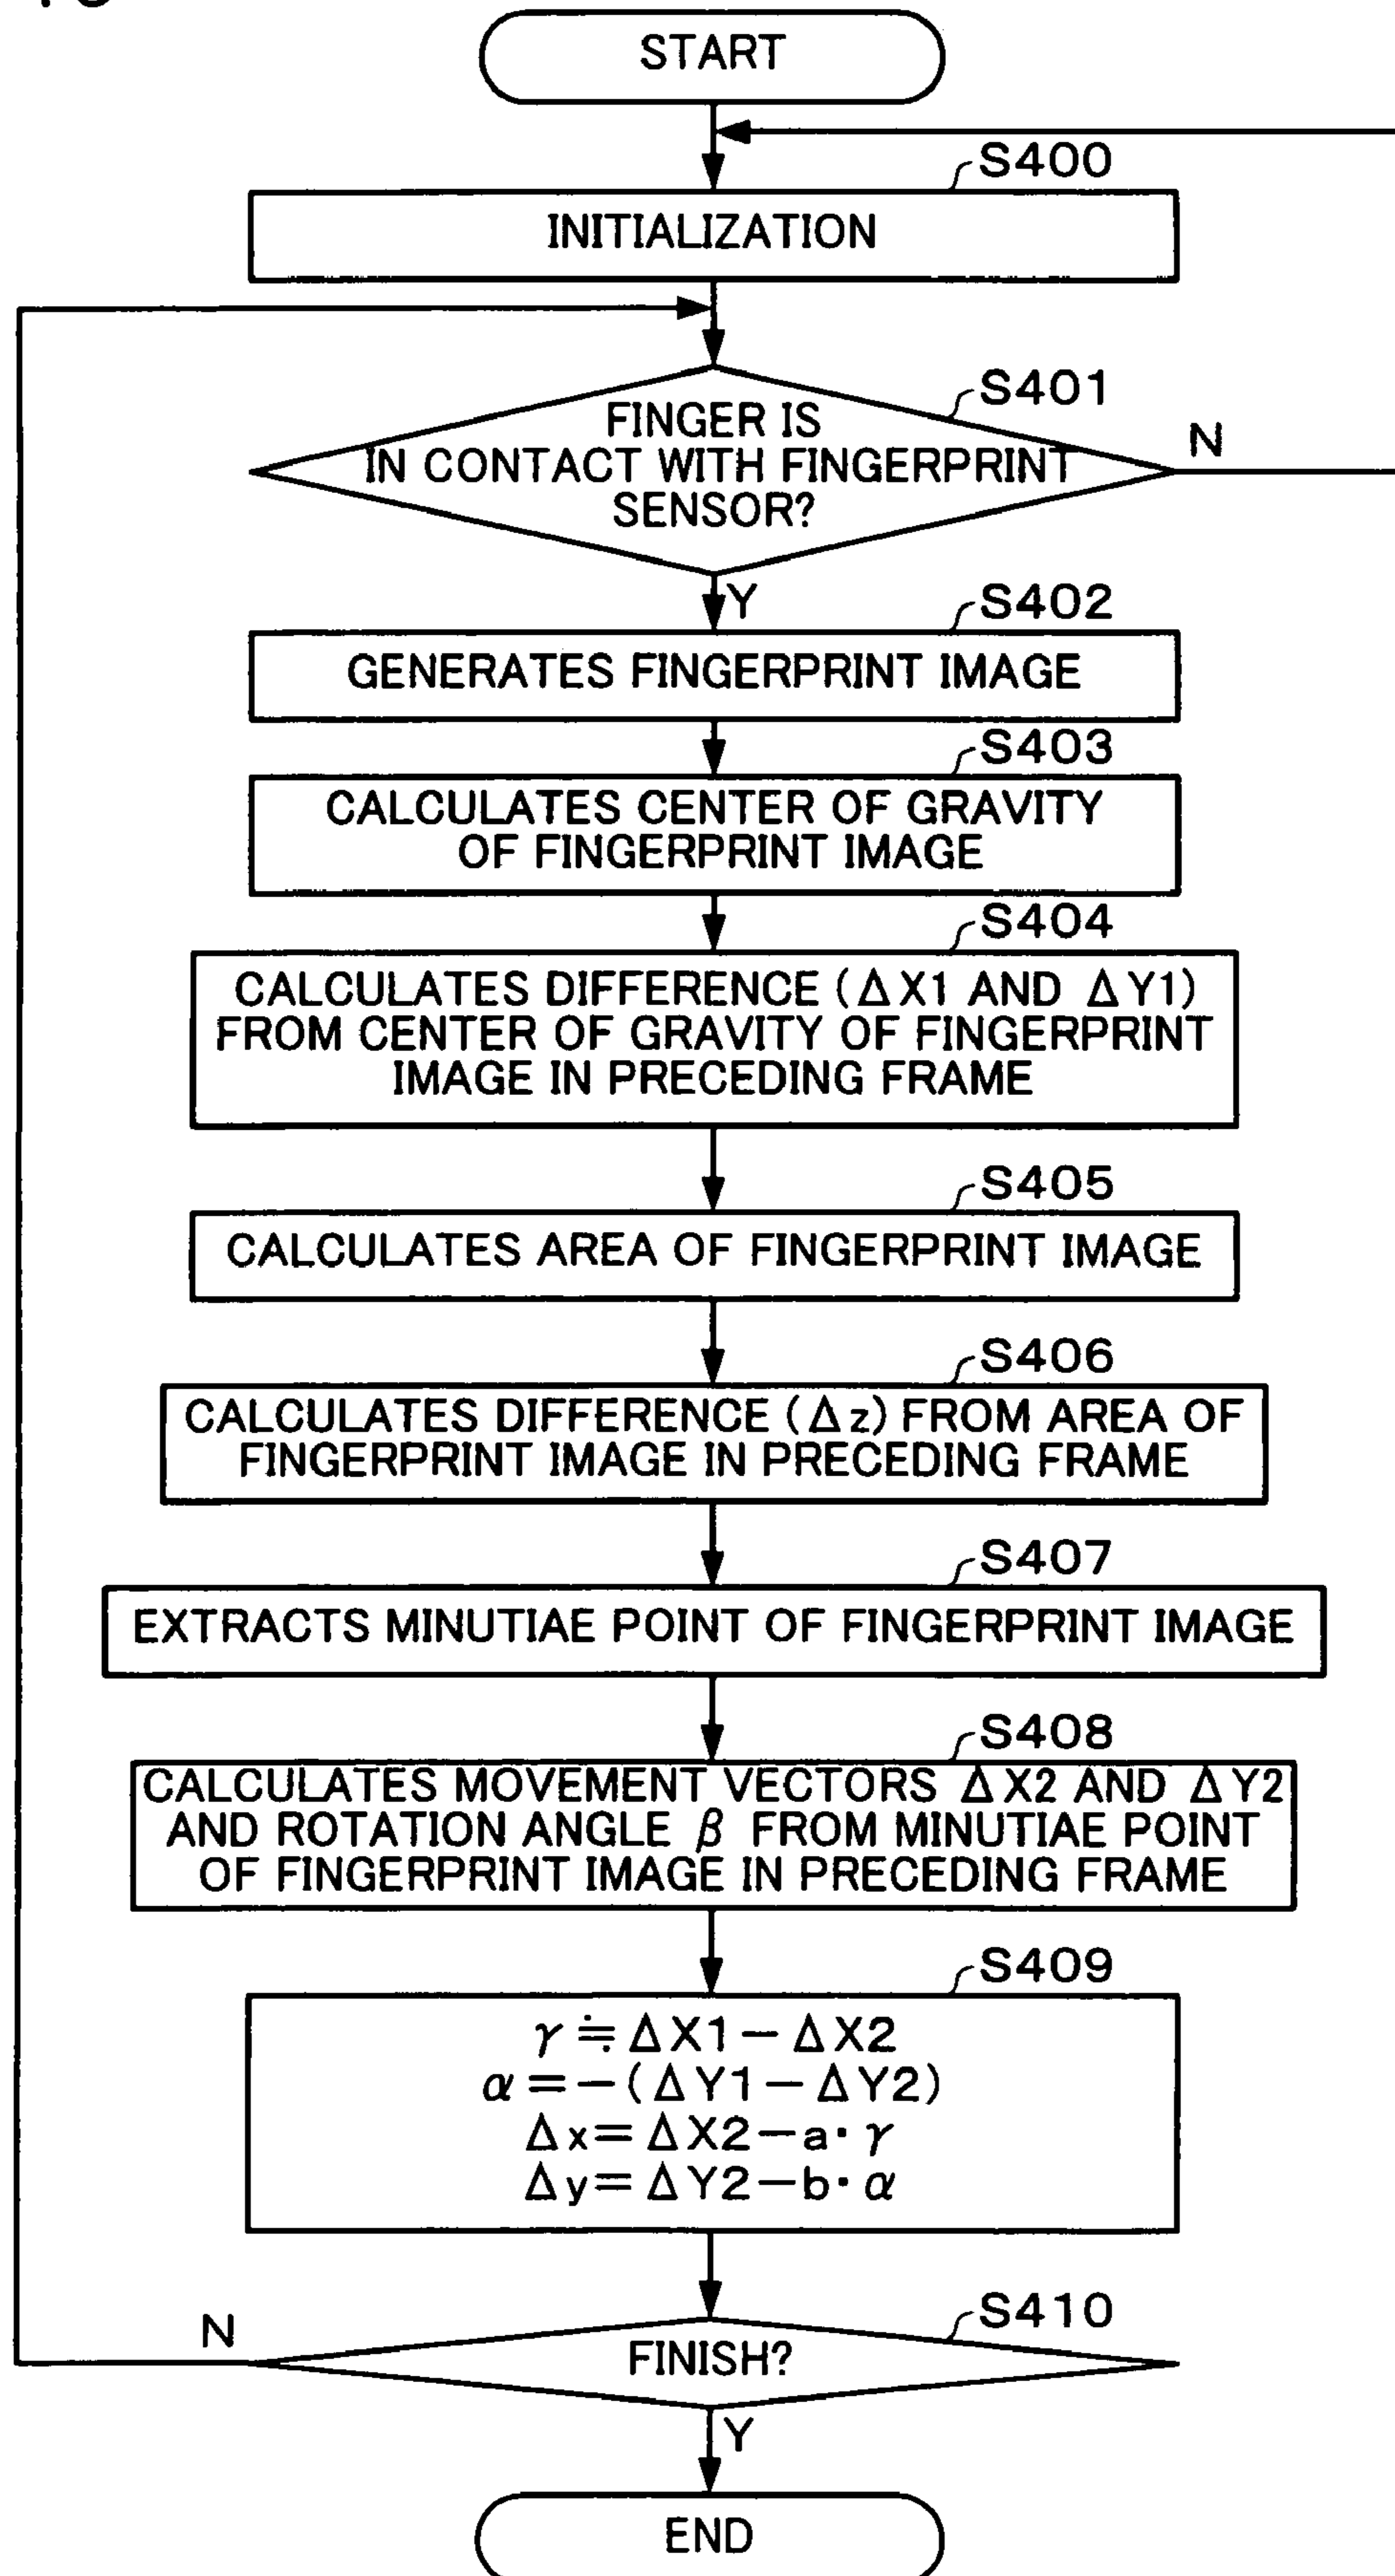 START
S400
INITIALIZATION
S401
FINGER IS
IN CONTACT WITH FINGERPRINT
SENSOR?
N
Y
S402
GENERATES FINGERPRINT IMAGE
S403
CALCULATES CENTER OF GRAVITY
OF FINGERPRINT IMAGE
S404
CALCULATES DIFFERENCE (ΔX1 AND ΔY1)
FROM CENTER OF GRAVITY OF FINGERPRINT
IMAGE IN PRECEDING FRAME
S405
CALCULATES AREA OF FINGERPRINT IMAGE
S406
CALCULATES DIFFERENCE (Δz) FROM AREA OF
FINGERPRINT IMAGE IN PRECEDING FRAME
S407
EXTRACTS MINUTIAE POINT OF FINGERPRINT IMAGE
S408
CALCULATES MOVEMENT VECTORS ΔX2 AND ΔY2
AND ROTATION ANGLE β FROM MINUTIAE POINT
OF FINGERPRINT IMAGE IN PRECEDING FRAME
S409
γ≒ΔX1−ΔX2
α=−(ΔY1−ΔY2)
Δx=ΔX2−a·γ
Δy=ΔY2−b·α
S410
FINISH?
N
Y
END